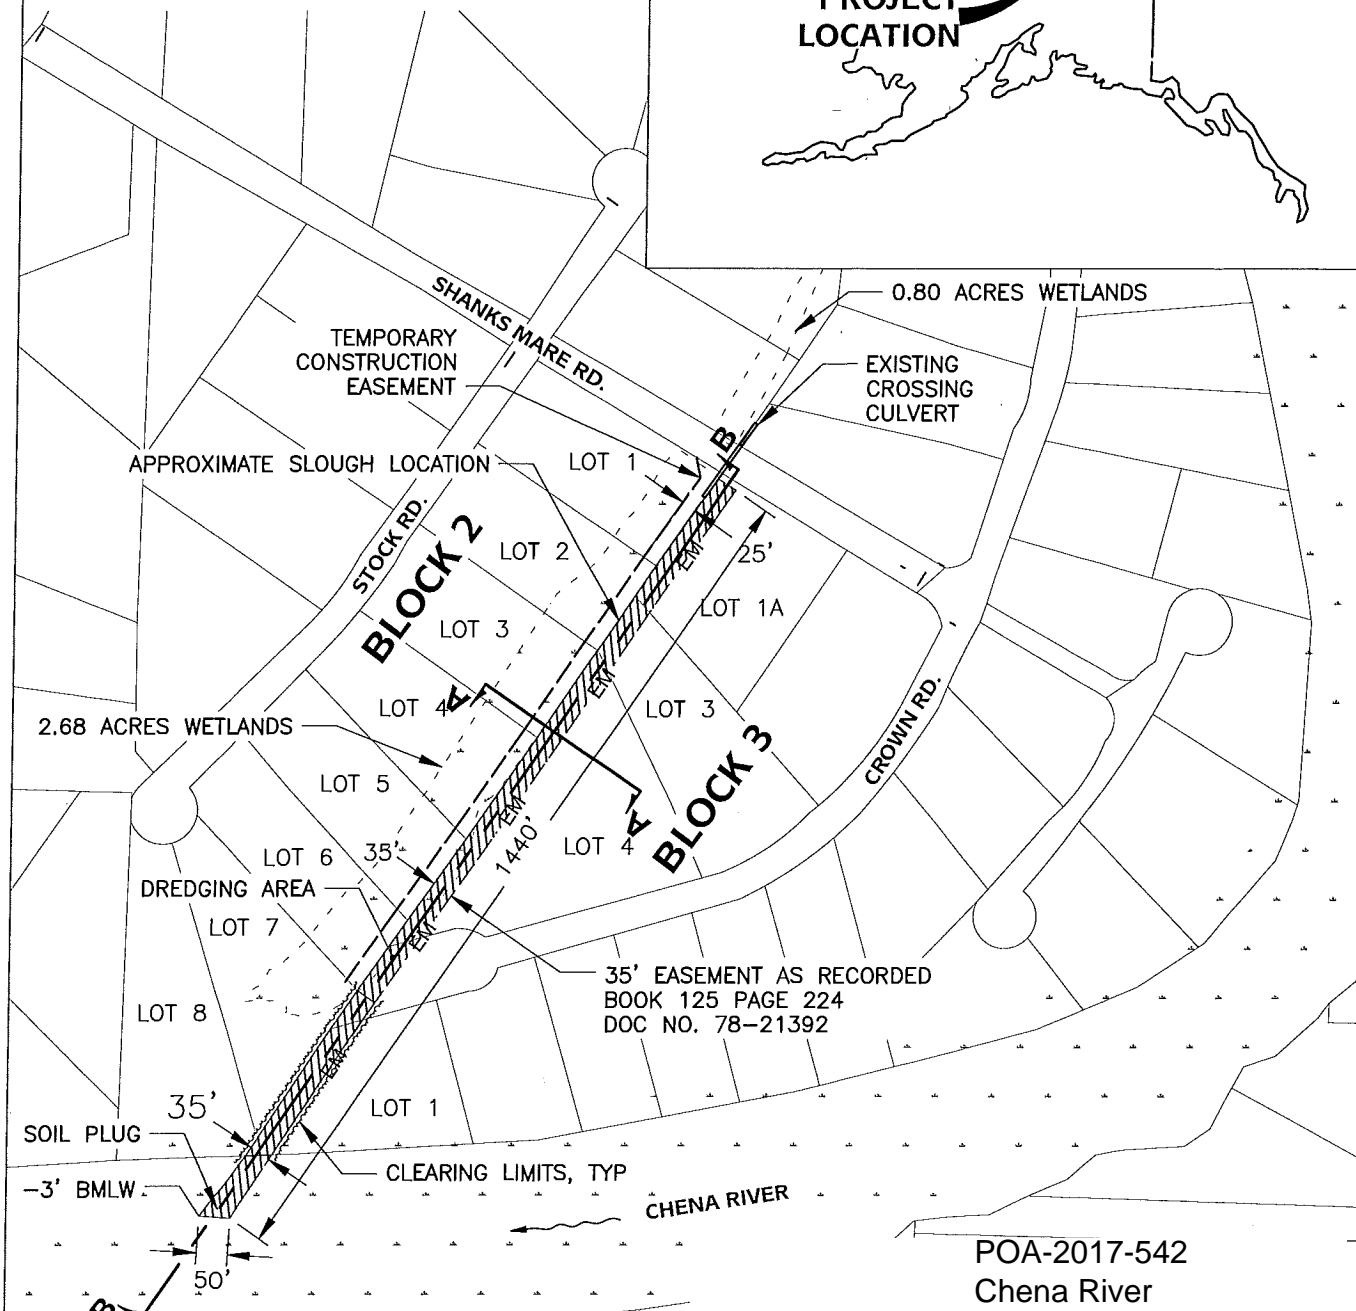 PROJECT
LOCATION
0.80 ACRES WETLANDS
SHANKS MARE RD.
TEMPORARY
CONSTRUCTION
EASEMENT
EXISTING
CROSSING
CULVERT
B
APPROXIMATE SLOUGH LOCATION
LOT 1
STOCK RD.
BLOCK 2
LOT 2
25'
EM
LOT 1A
LOT 3
EM
A
LOT 4
LOT 3
CROWN RD.
2.68 ACRES WETLANDS
BLOCK 3
LOT 5
EM
A
1440'
LOT 4
LOT 6
35'
DREDGING AREA
LOT 7
EM
35' EASEMENT AS RECORDED
BOOK 125 PAGE 224
DOC NO. 78-21392
LOT 8
EM
35'
LOT 1
SOIL PLUG
CLEARING LIMITS, TYP
-3' BMLW
CHENA RIVER
50'
B
POA-2017-542
Chena River